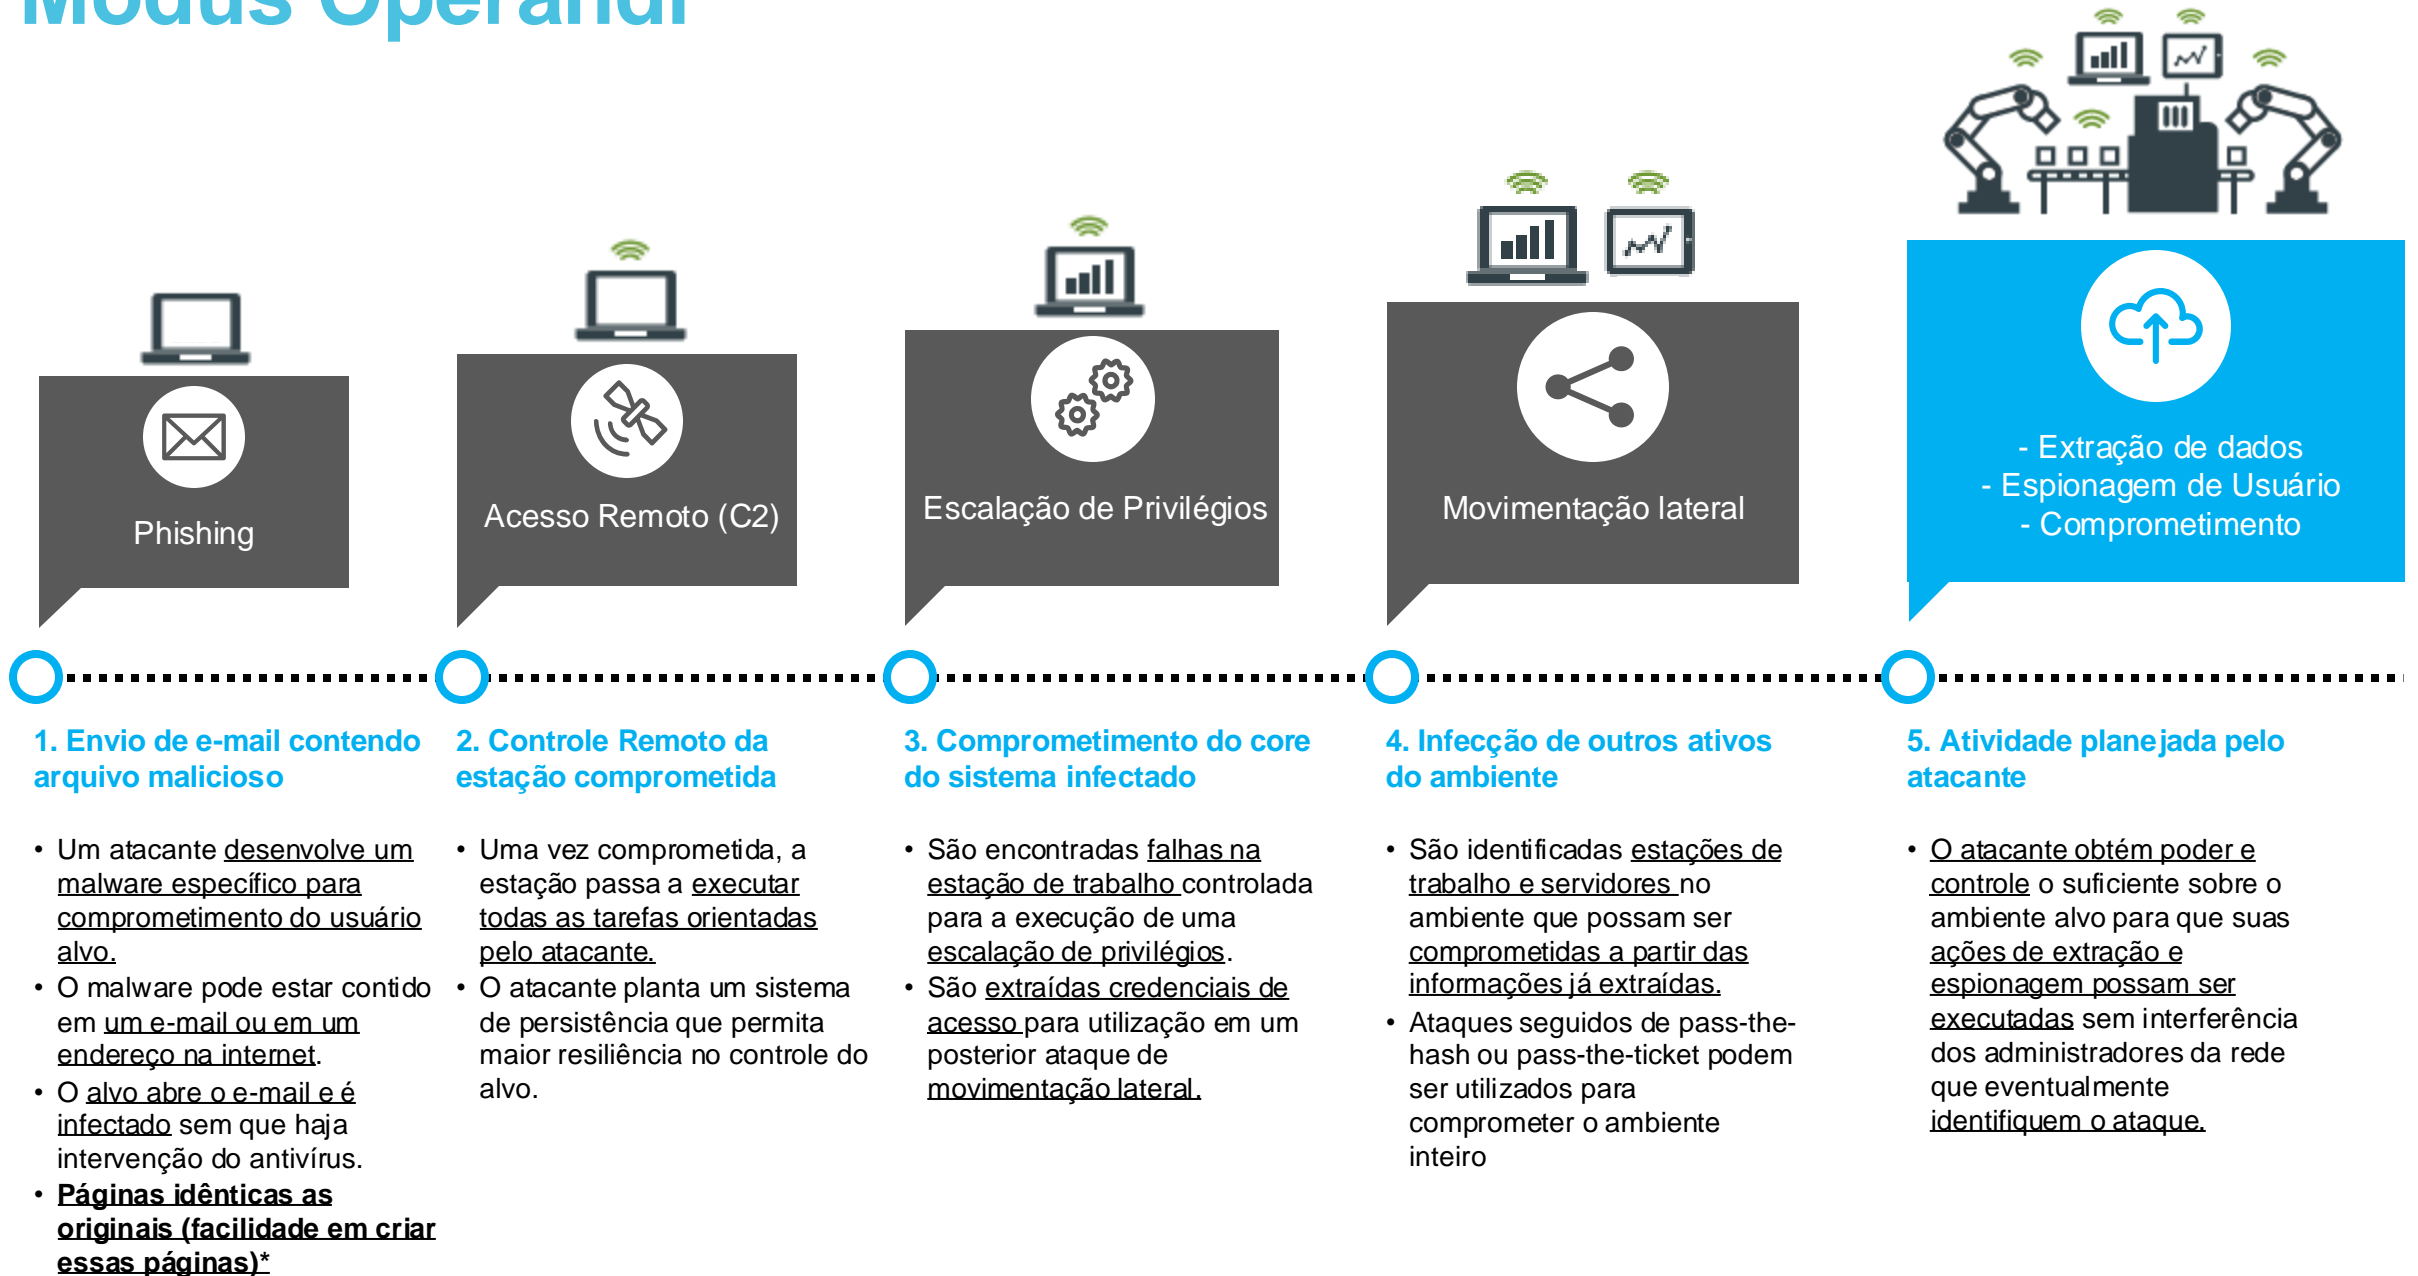 Modus Operandi
Phishing
Acesso Remoto (C2)
Escalação de Privilégios
Movimentação lateral
- Extração de dados
- Espionagem de Usuário
- Comprometimento
1. Envio de e-mail contendo
arquivo malicioso
• Um atacante desenvolve um
malware específico para
comprometimento do usuário
alvo.
• O malware pode estar contido
em um e-mail ou em um
endereço na internet.
• O alvo abre o e-mail e é
infectado sem que haja
intervenção do antivírus.
• Páginas idênticas as
originais (facilidade em criar
essas páginas)*
2. Controle Remoto da
estação comprometida
• Uma vez comprometida, a
estação passa a executar
todas as tarefas orientadas
pelo atacante.
• O atacante planta um sistema
de persistência que permita
maior resiliência no controle do
alvo.
3. Comprometimento do core
do sistema infectado
• São encontradas falhas na
estação de trabalho controlada
para a execução de uma
escalação de privilégios.
• São extraídas credenciais de
acesso para utilização em um
posterior ataque de
movimentação lateral.
4. Infecção de outros ativos
do ambiente
• São identificadas estações de
trabalho e servidores no
ambiente que possam ser
comprometidas a partir das
informações já extraídas.
• Ataques seguidos de pass-the-
hash ou pass-the-ticket podem
ser utilizados para
comprometer o ambiente
inteiro
5. Atividade planejada pelo
atacante
• O atacante obtém poder e
controle o suficiente sobre o
ambiente alvo para que suas
ações de extração e
espionagem possam ser
executadas sem interferência
dos administradores da rede
que eventualmente
identifiquem o ataque.